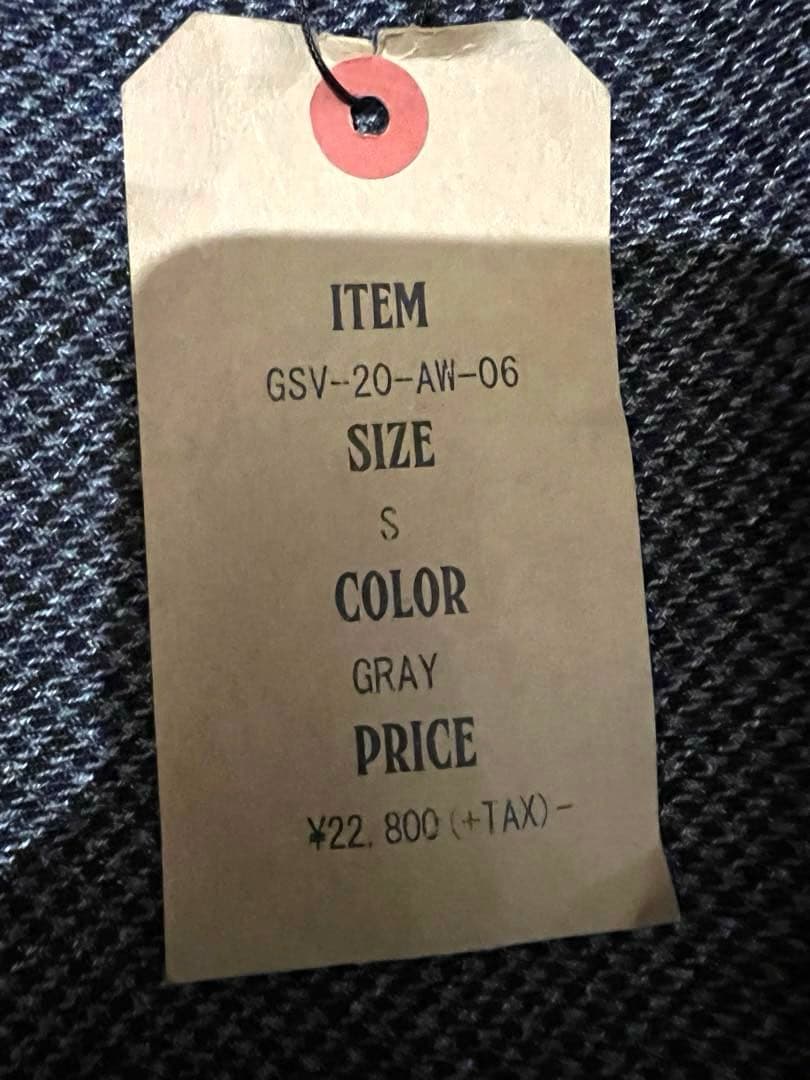 ITEM
GSV-20-AW-06
SIZE
S
COLOR
GRAY
PRICE
¥22,800(+TAX)-